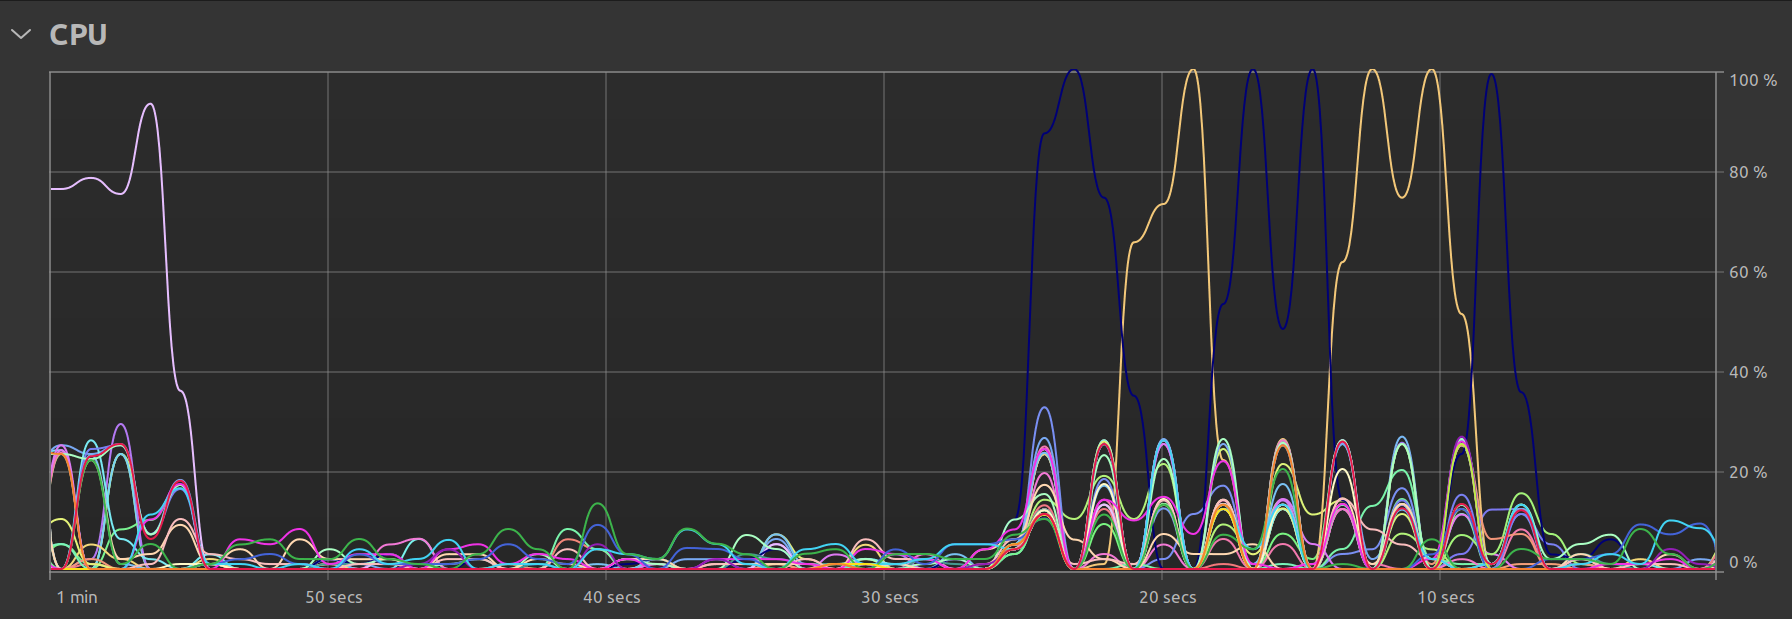 CPU
100 %
80 %
60 %
40 %
20 %
0 %
1 min
50 secs
40 secs
30 secs
20 secs
10 secs